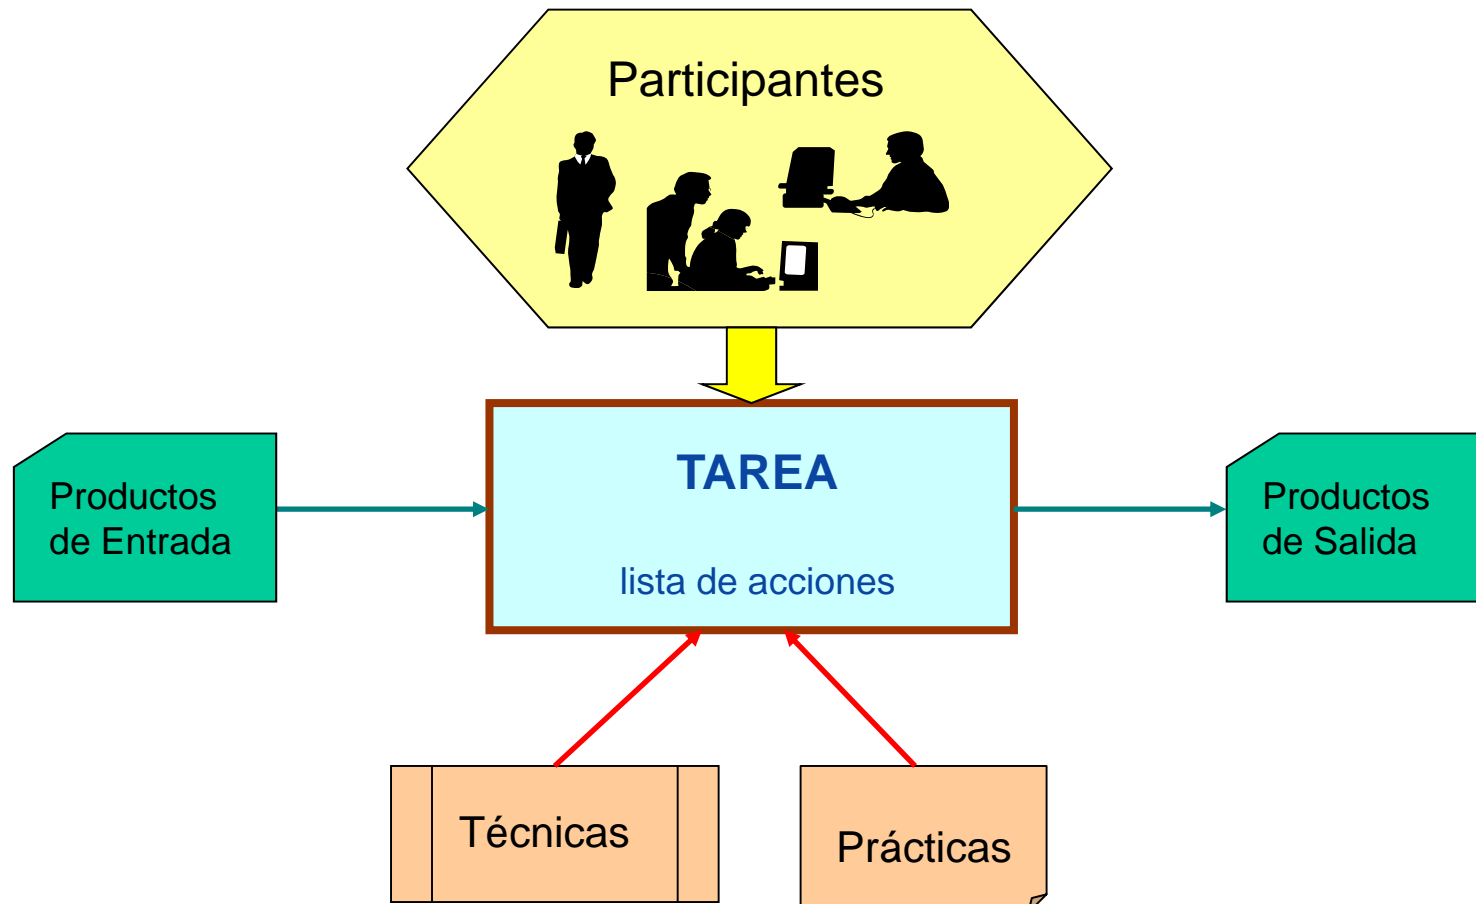 Participantes
TAREA
Productos
de Entrada
lista de acciones
Productos
de Salida
Técnicas
Prácticas